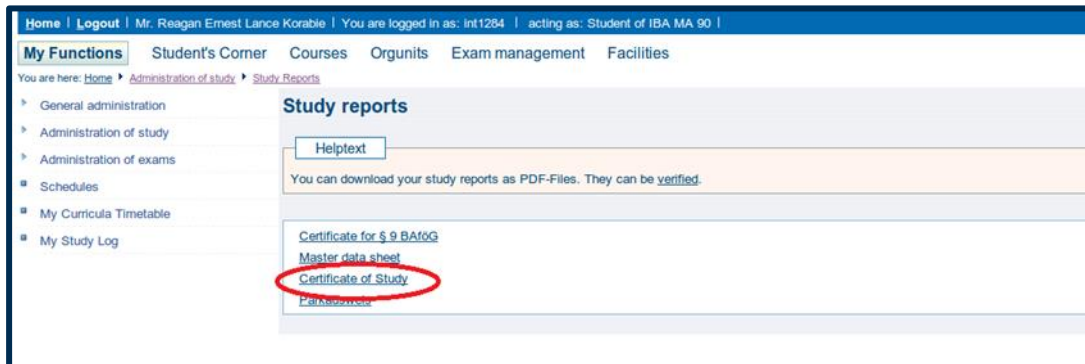 Home | Logout | Mr. Reagan Ernest Lance Korabie | You are logged in as: int1284 | acting as: Student of IBA MA 90 |
My Functions Student's Corner Courses Orgunits Exam management Facilities
You are here: Home Administration of study Study Reports
General administration
Administration of study
Administration of exams
Schedules
My Curricula Timetable
My Study Log
Study reports
Helptext
You can download your study reports as PDF-Files. They can be verified.
Certificate for § 9 BAföG
Master data sheet
Certificate of Study
Parkausweis